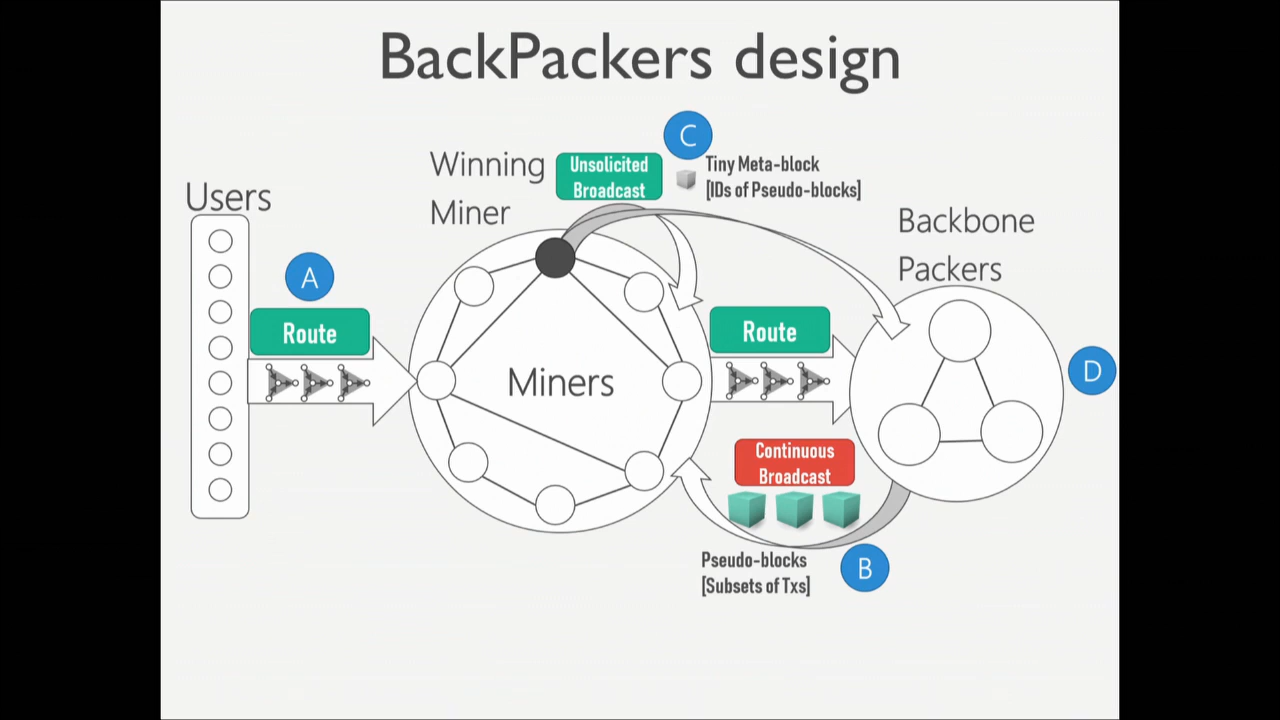 BackPackers design
C
Winning
Miner
Unsolicited
Broadcast
Tiny Meta-block
[IDs of Pseudo-blocks]
Users
Backbone
Packers
A
Route
Route
Miners
D
Continuous
Broadcast
Pseudo-blocks
[Subsets of Txs]
B